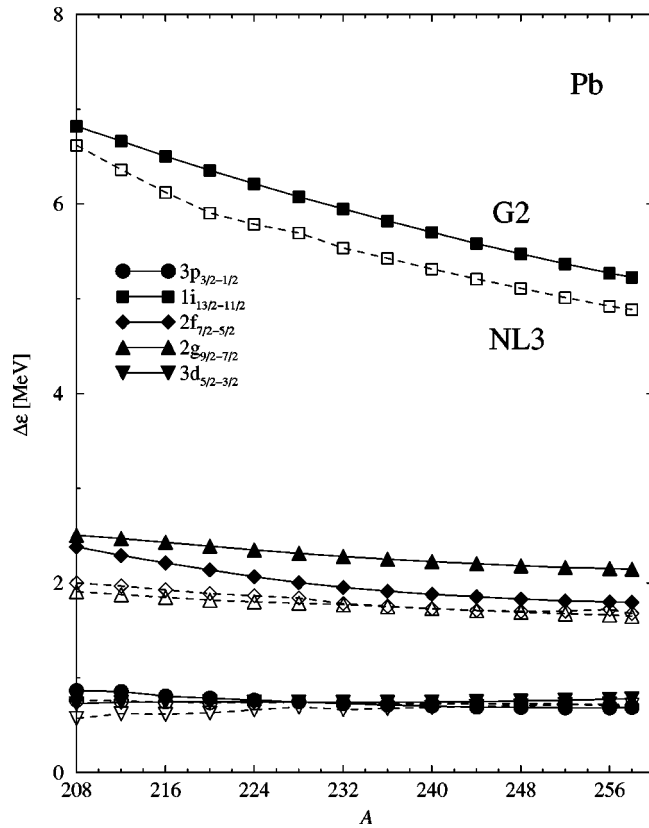 8
Pb
6
G2
3p3/2−1/2
1i13/2−11/2
2f7/2−5/2
NL3
2g9/2−7/2
3d5/2−3/2
Δε [MeV]
4
2
0
208 216 224 232 240 248 256
A